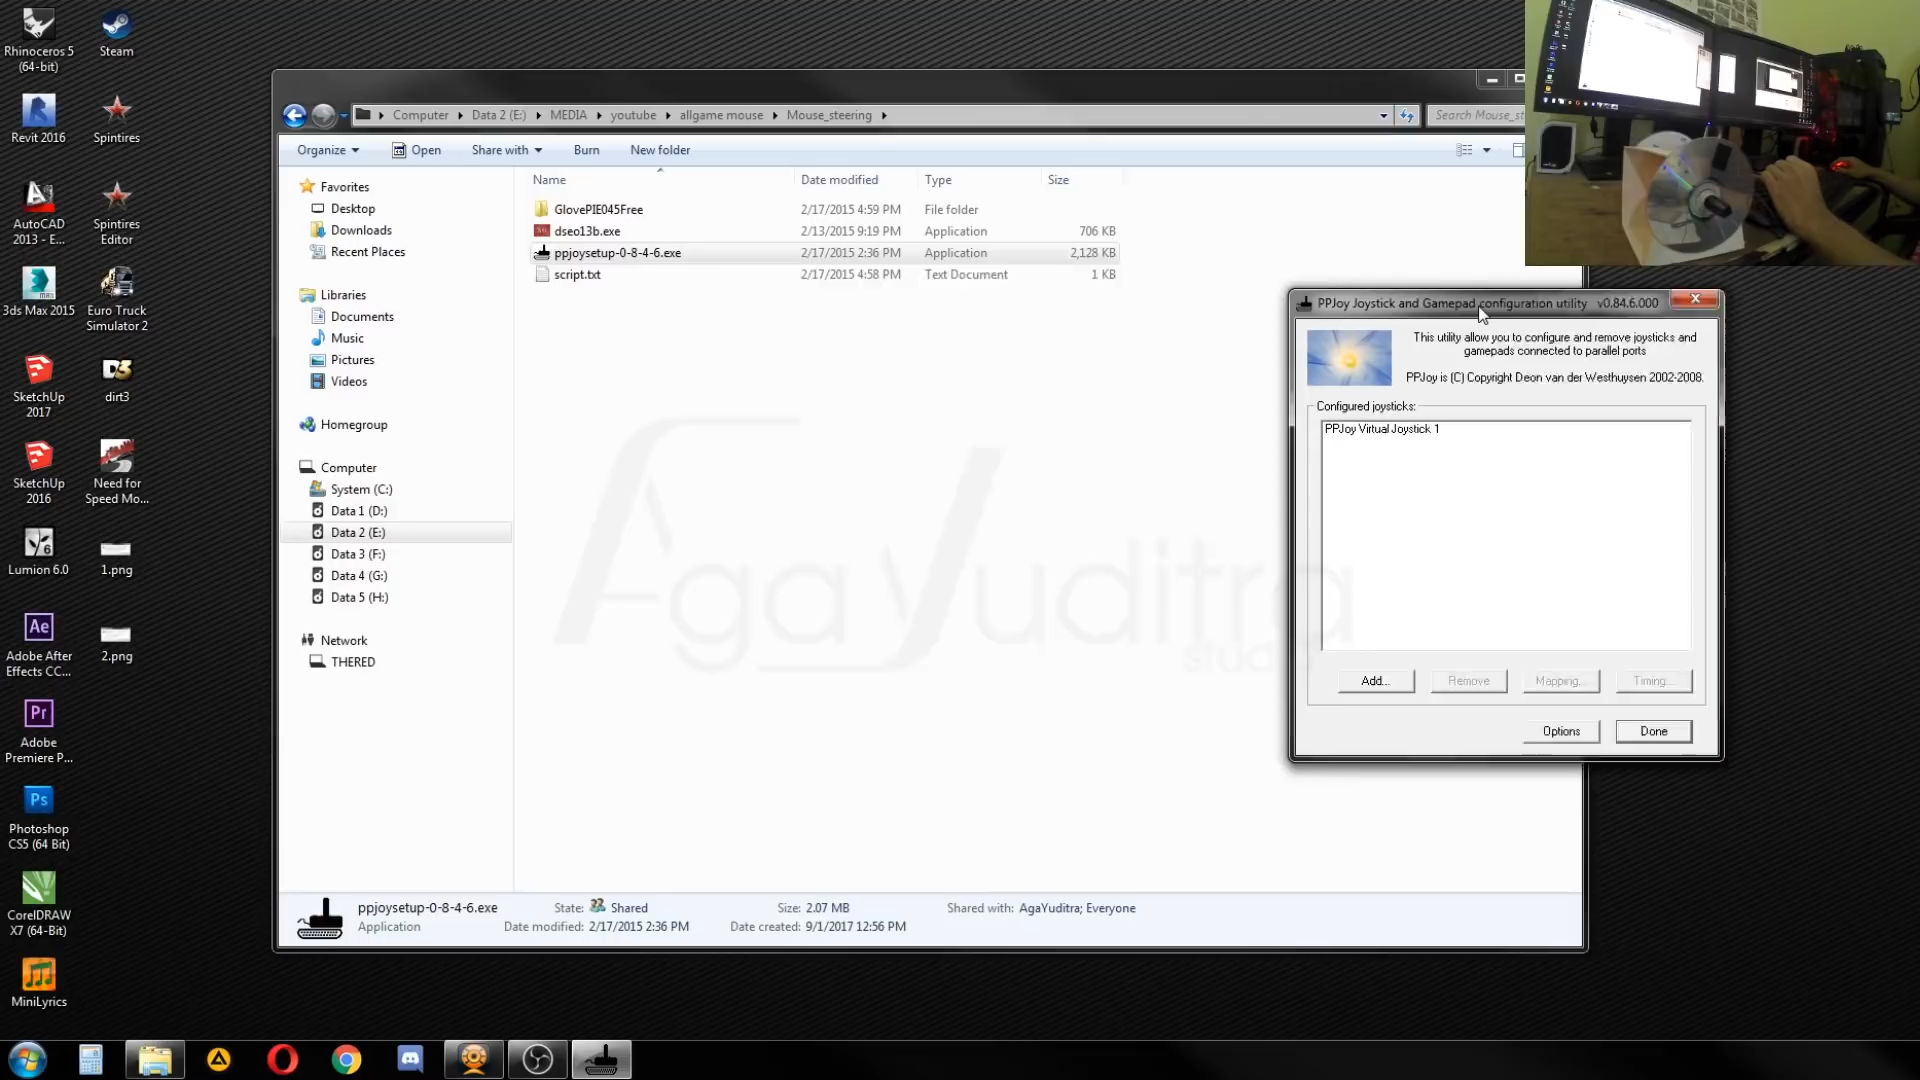 Rhinoceros 5
(64-bit)
Steam
Revit 2016
Spintires
AutoCAD
2013 - E...
Spintires
Editor
3ds Max 2015
Euro Truck
Simulator 2
SketchUp
2017
dirt3
SketchUp
2016
Need for
Speed Mo...
Lumion 6.0
1.png
Adobe After
Effects CC...
2.png
Adobe
Premiere P...
Photoshop
CS5 (64 Bit)
CorelDRAW
X7 (64-Bit)
MiniLyrics
Computer
Data 2 (E:)
MEDIA
youtube
allgame mouse
Mouse_steering
Search Mouse_st
Organize
Open
Share with
Burn
New folder
Favorites
Desktop
Downloads
Recent Places
Libraries
Documents
Music
Pictures
Videos
Homegroup
Computer
System (C:)
Data 1 (D:)
Data 2 (E:)
Data 3 (F:)
Data 4 (G:)
Data 5 (H:)
Network
THERED
Name Date modified Type Size
GlovePIE045Free 2/17/2015 4:59 PM File folder
dseo13b.exe 2/13/2015 9:19 PM Application 706 KB
ppjoysetup-0-8-4-6.exe 2/17/2015 2:36 PM Application 2,128 KB
script.txt 2/17/2015 4:58 PM Text Document 1 KB
AgaYuditra
studio
PPJoy Joystick and Gamepad configuration utility v0.84.6.000
This utility allow you to configure and remove joysticks and
gamepads connected to parallel ports
PPJoy is (C) Copyright Deon van der Westhuysen 2002-2008.
Configured joysticks:
PPJoy Virtual Joystick 1
Add... Remove Mapping... Timing...
Options Done
ppjoysetup-0-8-4-6.exe State: Shared Size: 2.07 MB Shared with: AgaYuditra; Everyone
Application Date modified: 2/17/2015 2:36 PM Date created: 9/1/2017 12:56 PM